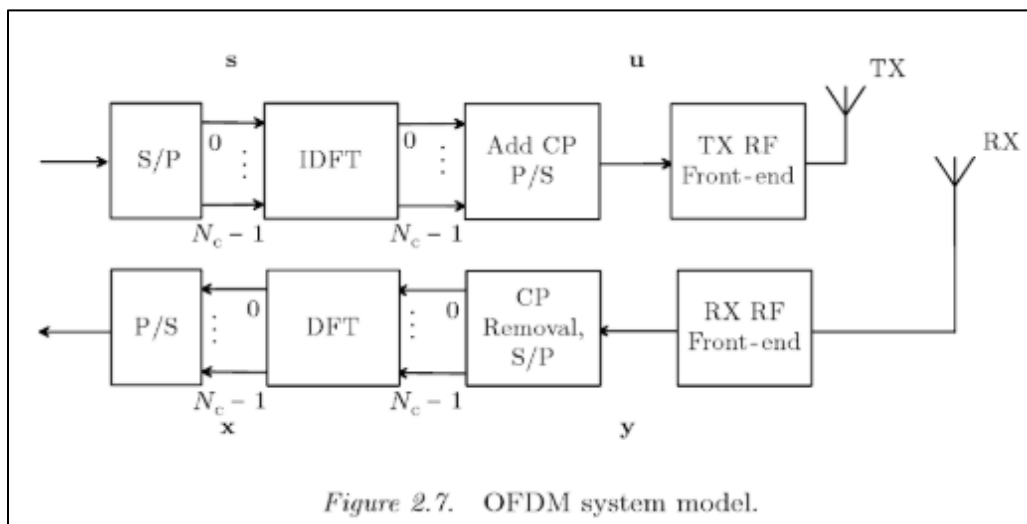 s
u
TX
RX
S/P
0
⋮
N_c − 1
IDFT
0
⋮
N_c − 1
Add CP
P/S
TX RF
Front-end
P/S
0
⋮
N_c − 1
DFT
0
⋮
N_c − 1
CP
Removal,
S/P
RX RF
Front-end
x
y
Figure 2.7. OFDM system model.